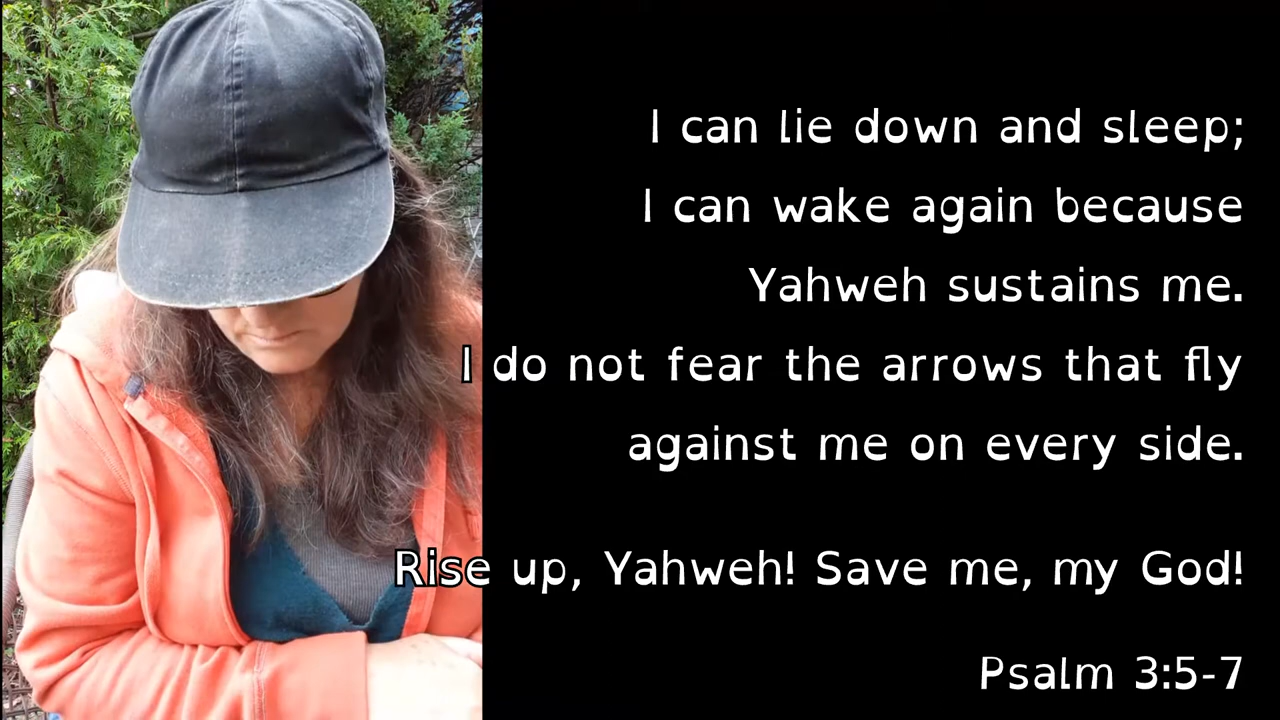 I can lie down and sleep;
I can wake again because
Yahweh sustains me.
I do not fear the arrows that fly
against me on every side.
Rise up, Yahweh! Save me, my God!
Psalm 3:5-7